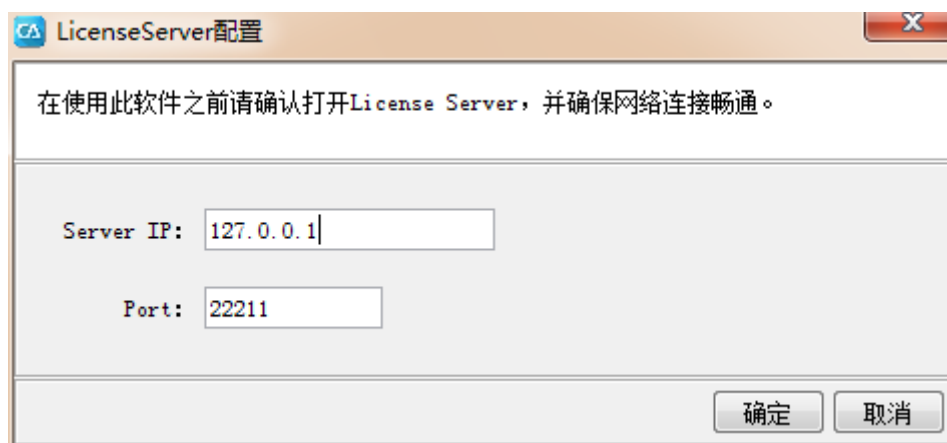 LicenseServer配置
在使用此软件之前请确认打开License Server，并确保网络连接畅通。
Server IP: 127.0.0.1
Port: 22211
确定 取消